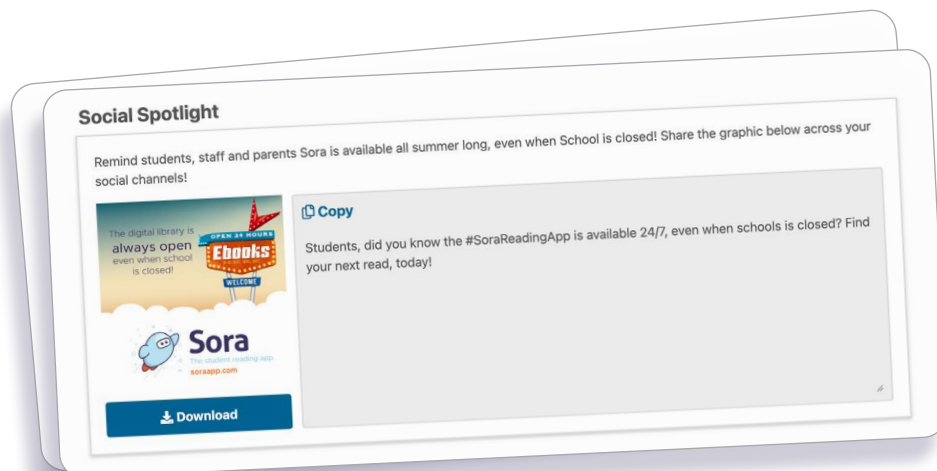 Social Spotlight
Remind students, staff and parents Sora is available all summer long, even when School is closed! Share the graphic below across your
social channels!
The digital library is
always open
even when school
is closed!
OPEN 24 HOURS
Ebooks
WELCOME
Sora
The student reading app
soraapp.com
Download
Copy
Students, did you know the #SoraReadingApp is available 24/7, even when schools is closed? Find
your next read, today!